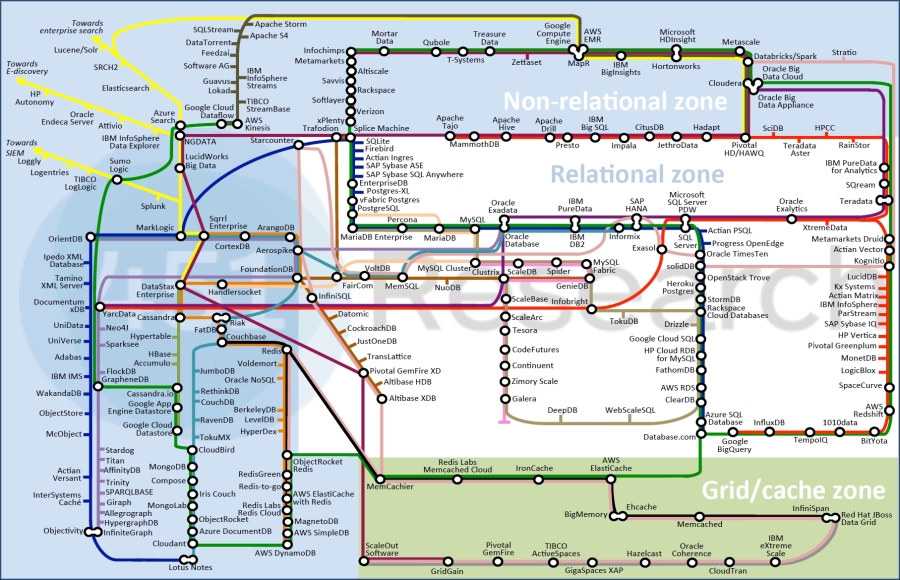 Towards
enterprise search
Lucene/Solr
SRCH2
Elasticsearch
Towards
E-discovery
HP
Autonomy
Oracle
Endeca Server
Attivio
Towards
SIEM
Loggly
Logentries
IBM InfoSphere
Data Explorer
Sumo
Logic
TIBCO
LogLogic
Splunk
Azure
Search
SQLStream
DataTorrent
Feedzai
Software AG
Guavus
Lokad
Google Cloud
Dataflow
Apache Storm
Apache S4
IBM
InfoSphere
Streams
TIBCO
StreamBase
AWS
Kinesis
NGDATA
LucidWorks
Big Data
Starcounter
Infochimps
Metamarkets
Savvis
Softlayer
xPlenty
Trafodion
Altiscale
Rackspace
Verizon
Splice Machine
Mortar
Data
Qubole
T-Systems
Treasure
Data
Zettaset
Google
Compute
Engine
AWS
EMR
MapR
IBM
BigInsights
Microsoft
HDInsight
Hortonworks
Metascale
Databricks/Spark
Stratio
Cloudera
Oracle Big
Data Cloud
Oracle Big
Data Appliance
Non-relational zone
Apache
Tajo
MammothDB
Apache
Hive
Apache
Drill
Presto
IBM
Big SQL
Impala
CitusDB
JethroData
Hadapt
Pivotal
HD/HAWQ
SciDB
Teradata
Aster
HPCC
RainStor
Relational zone
SQLite
Firebird
Actian Ingres
SAP Sybase ASE
SAP Sybase SQL Anywhere
EnterpriseDB
Postgres-XL
vFabric Postgres
PostgreSQL
Percona
MariaDB Enterprise
MariaDB
MySQL
Oracle
Exadata
Oracle
Database
IBM
PureData
IBM
DB2
SAP
HANA
Informix
Microsoft
SQL Server
PDW
SQL
Server
Exasol
Oracle
Exalytics
XtremeData
IBM PureData
for Analytics
SQream
Teradata
Metamarkets Druid
Actian Vector
Kognitio
LucidDB
Kx Systems
Actian Matrix
IBM InfoSphere
ParStream
SAP Sybase IQ
HP Vertica
Pivotal Greenplum
MonetDB
LogicBlox
SpaceCurve
AWS
Redshift
BitYota
1010data
TempoIQ
InfluxDB
Google
BigQuery
Actian PSQL
Progress OpenEdge
Oracle TimesTen
solidDB
OpenStack Trove
Heroku
Postgres
StormDB
Rackspace
Cloud Databases
Drizzle
Google Cloud SQL
HP Cloud RDB
for MySQL
FathomDB
AWS RDS
ClearDB
Azure SQL
Database
Database.com
OrientDB
MarkLogic
Sqrrl
Enterprise
CortexDB
ArangoDB
Aerospike
FoundationDB
Ipedo XML
Database
Tamino
XML Server
Documentum
xDB
DataStax
Enterprise
Handlersocket
InfiniSQL
VoltDB
FairCom
MemSQL
MySQL Cluster
NuoDB
Clustrix
ScaleDB
Spider
MySQL
Fabric
GenieDB
Infobright
TokuDB
ScaleBase
ScaleArc
Tesora
CodeFutures
Continuent
Zimory Scale
Galera
DeepDB
WebScaleSQL
UniData
UniVerse
Adabas
IBM IMS
WakandaDB
ObjectStore
McObject
Actian
Versant
InterSystems
Caché
Objectivity
YarcData
Neo4J
Sparksee
FlockDB
GrapheneDB
Stardog
Titan
AffinityDB
Trinity
SPARQLBASE
Giraph
Allegrograph
HypergraphDB
InfiniteGraph
Cassandra
Hypertable
HBase
Accumulo
Cassandra.io
Google App
Engine Datastore
Google Cloud
Datastore
Riak
FatDB
Couchbase
JumboDB
RethinkDB
CouchDB
RavenDB
TokuMX
CloudBird
MongoDB
Compose
Iris Couch
MongoLab
ObjectRocket
Azure DocumentDB
Cloudant
Lotus Notes
Redis
Voldemort
Oracle NoSQL
BerkeleyDB
LevelDB
HyperDex
ObjectRocket
Redis
RedisGreen
Redis-to-go
AWS ElastiCache
with Redis
Redis Labs
Redis Cloud
MagnetoDB
AWS SimpleDB
AWS DynamoDB
Datomic
CockroachDB
JustOneDB
TransLattice
Pivotal GemFire XD
Altibase HDB
Altibase XDB
MemCachier
Redis Labs
Memcached Cloud
IronCache
AWS
ElastiCache
Grid/cache zone
BigMemory
Ehcache
Memcached
InfiniSpan
Red Hat JBoss
Data Grid
ScaleOut
Software
GridGain
Pivotal
GemFire
TIBCO
ActiveSpaces
GigaSpaces XAP
Hazelcast
Oracle
Coherence
CloudTran
IBM
eXtreme
Scale
Research